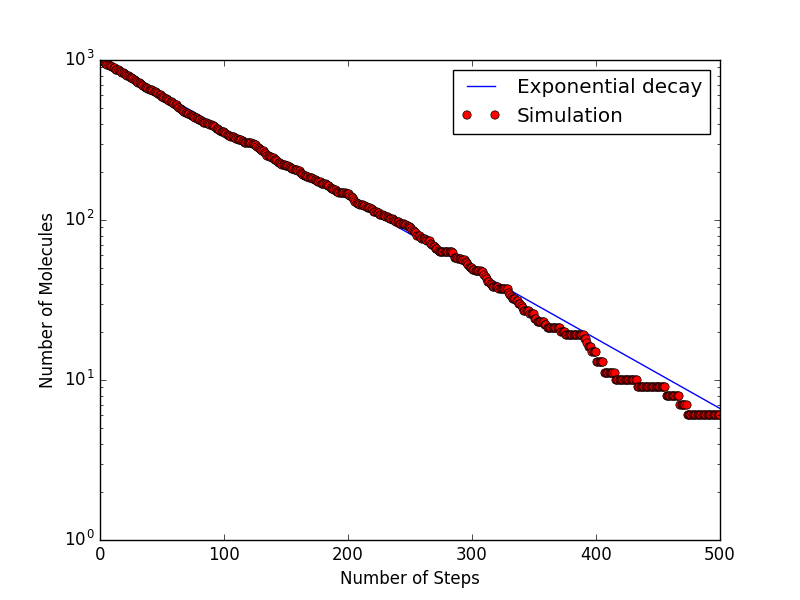 10³
Exponential decay
Simulation
10²
Number of Molecules
10¹
10⁰
0 100 200 300 400 500
Number of Steps